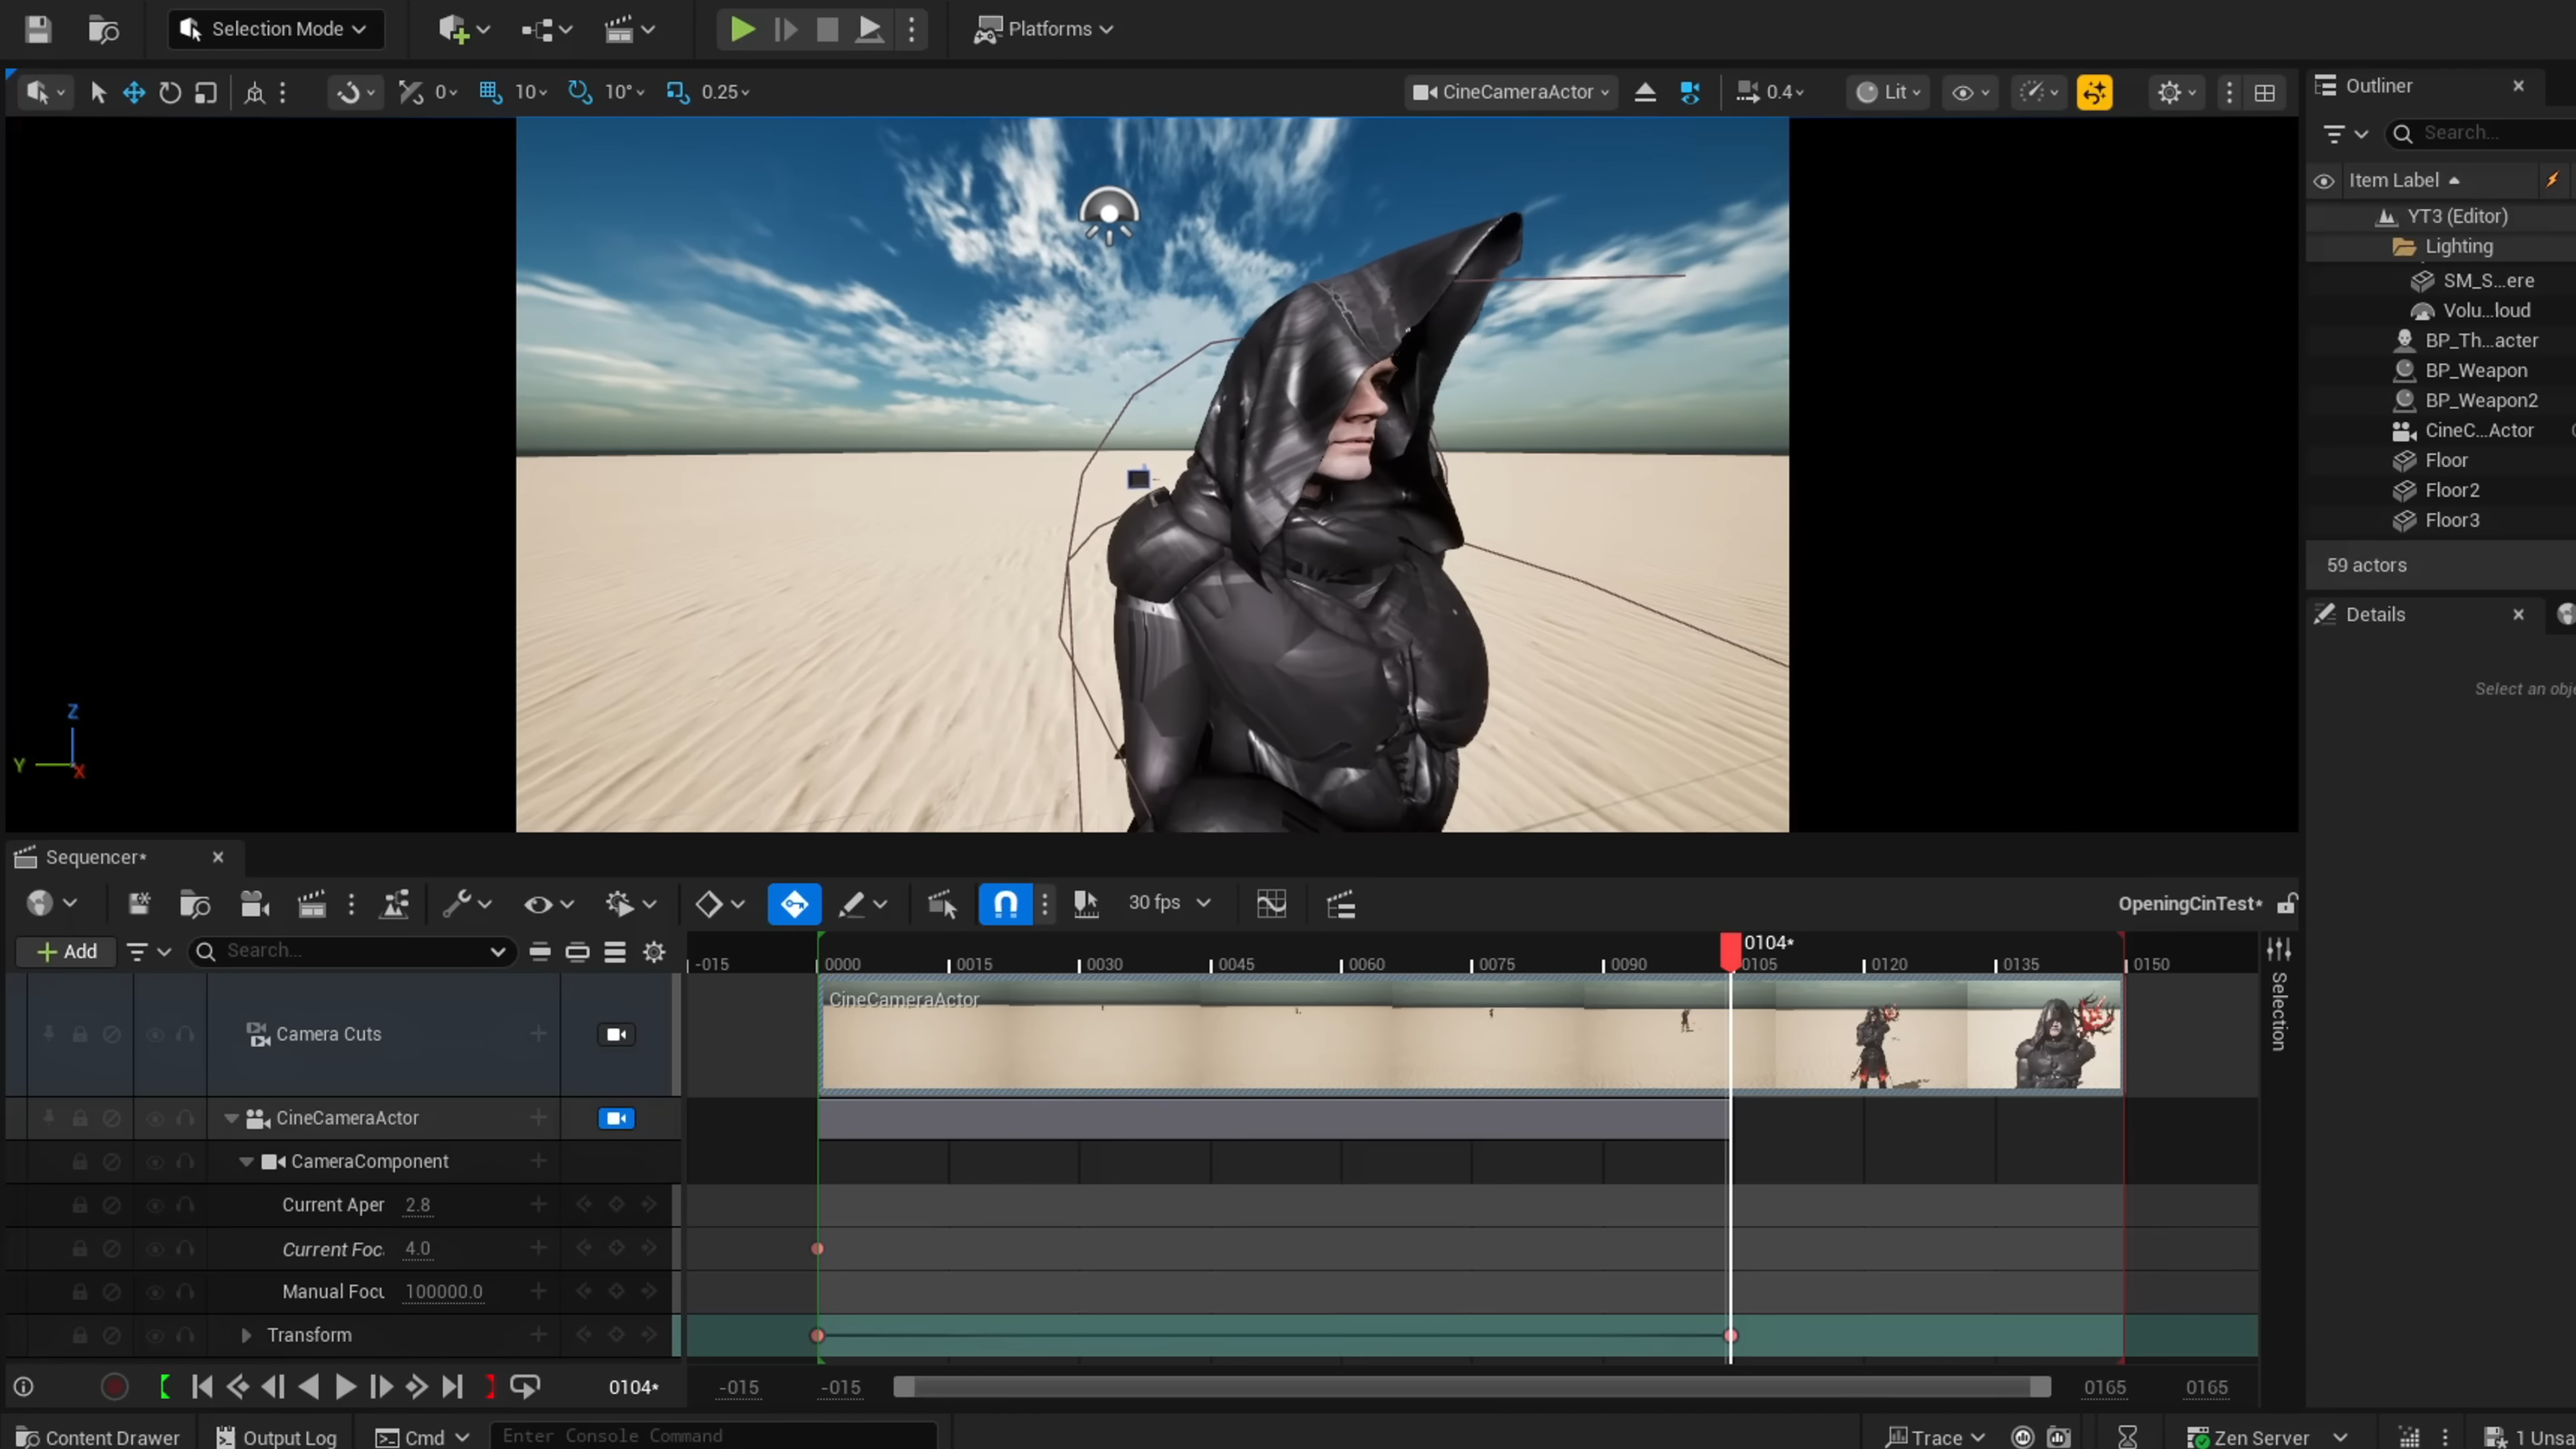 Selection Mode
Platforms
0
10
10°
0.25
CineCameraActor
0.4
Lit
Outliner
Search...
Item Label
YT3 (Editor)
Lighting
SM_S...ere
Volu...loud
BP_Th...acter
BP_Weapon
BP_Weapon2
CineC...Actor
Floor
Floor2
Floor3
59 actors
Details
Select an obje
Z
Y
X
Sequencer*
30 fps
OpeningCinTest*
Add
Search...
0104*
-015
0000
0015
0030
0045
0060
0075
0090
0105
0120
0135
0150
Selection
Camera Cuts
CineCameraActor
CineCameraActor
CameraComponent
Current Aper
2.8
Current Foc
4.0
Manual Focu
100000.0
Transform
0104*
-015
-015
0165
0165
Content Drawer
Output Log
Cmd
Enter Console Command
Trace
Zen Server
1 Unsa